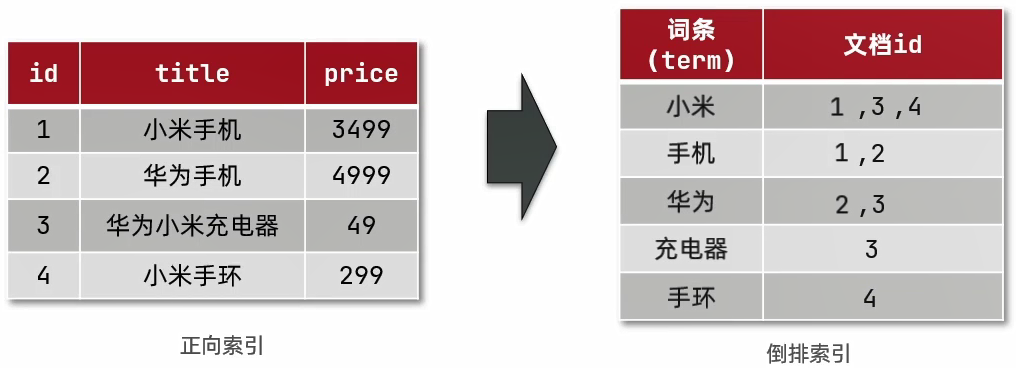 id title price
1 小米手机 3499
2 华为手机 4999
3 华为小米充电器 49
4 小米手环 299
正向索引
词条
(term) 文档id
小米 1 ,3 ,4
手机 1,2
华为 2 ,3
充电器 3
手环 4
倒排索引